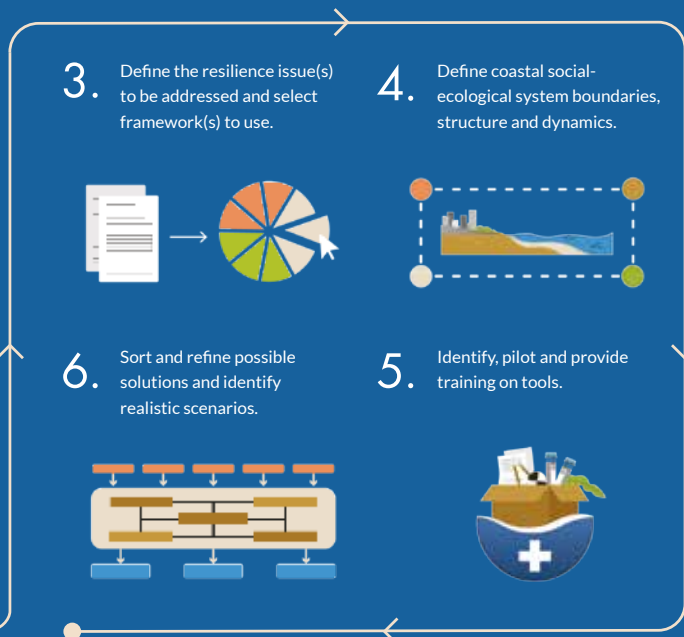 3.
Define the resilience issue(s)
to be addressed and select
framework(s) to use.
4.
Define coastal social-
ecological system boundaries,
structure and dynamics.
6.
Sort and refine possible
solutions and identify
realistic scenarios.
5.
Identify, pilot and provide
training on tools.